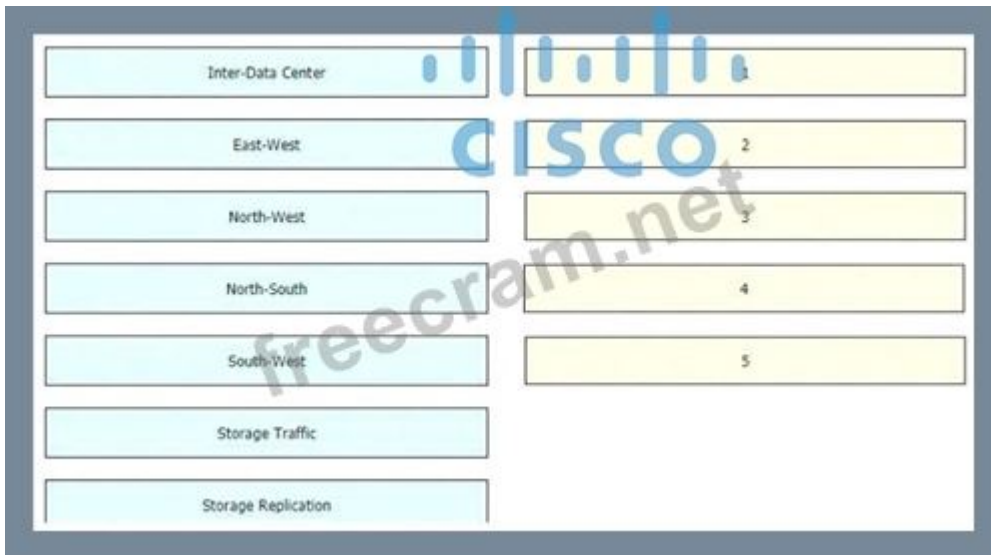 Inter-Data Center
1
East-West
2
North-West
3
North-South
4
South-West
5
Storage Traffic
Storage Replication
CISCO
freecram.net